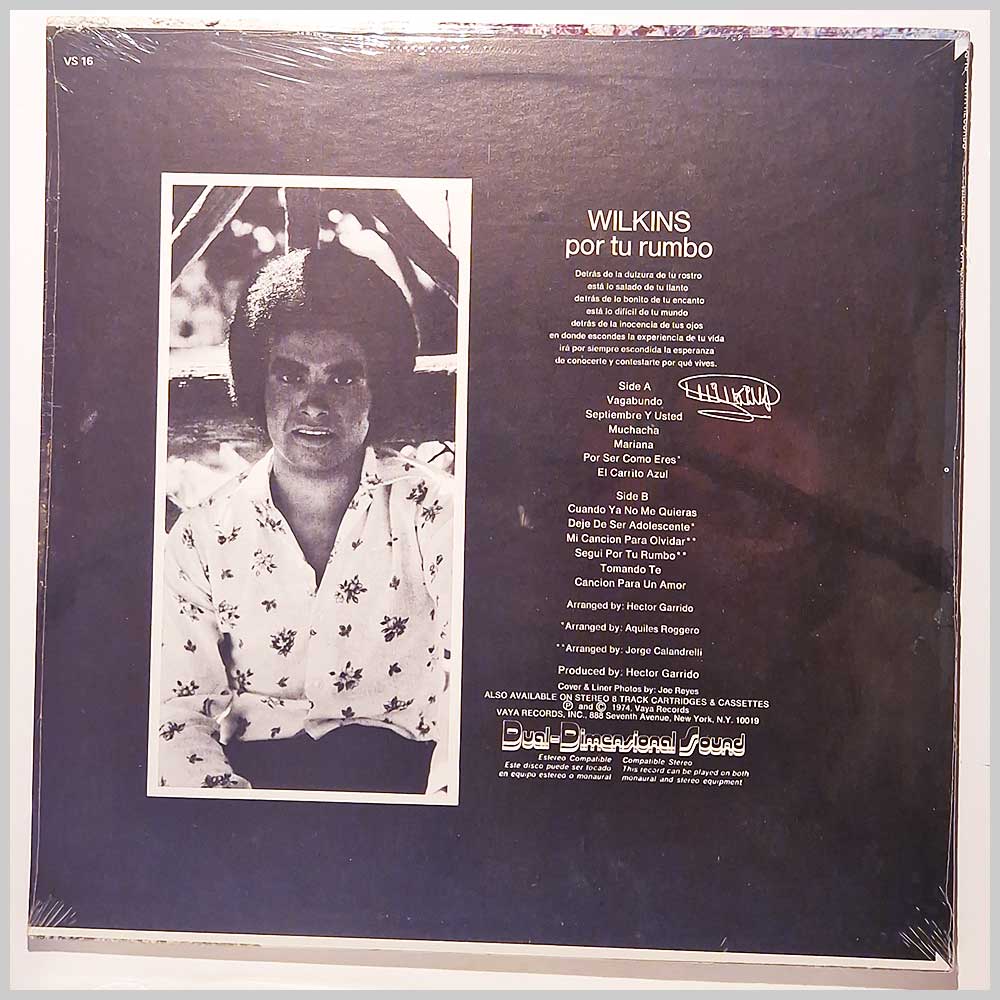 VS 16
WILKINS
por tu rumbo
Detrás de la dulzura de tu rostro
está lo salado de tu llanto
detrás de lo bonito de tu encanto
está lo difícil de tu mundo
detrás de la inocencia de tus ojos
en donde escondes la experiencia de tu vida
irá por siempre escondida la esperanza
de conocerte y contestarte por qué vives.
Wilkins
Side A
Vagabundo
Septiembre Y Usted
Muchacha
Mariana
Por Ser Como Eres*
El Carrito Azul
Side B
Cuando Ya No Me Quieras
Deje De Ser Adolescente*
Mi Cancion Para Olvidar**
Segui Por Tu Rumbo**
Tomando Te
Cancion Para Un Amor
Arranged by: Hector Garrido
*Arranged by: Aquiles Roggero
**Arranged by: Jorge Calandrelli
Produced by: Hector Garrido
Cover & Liner Photos by: Joe Reyes
ALSO AVAILABLE ON STEREO 8 TRACK CARTRIDGES & CASSETTES
Ⓟ and © 1974, Vaya Records
VAYA RECORDS, INC., 888 Seventh Avenue, New York, N.Y. 10019
Dual-Dimensional Sound
Estereo Compatible
Este disco puede ser tocado
en equipo estereo o monaural
Compatible Stereo
This record can be played on both
monaural and stereo equipment